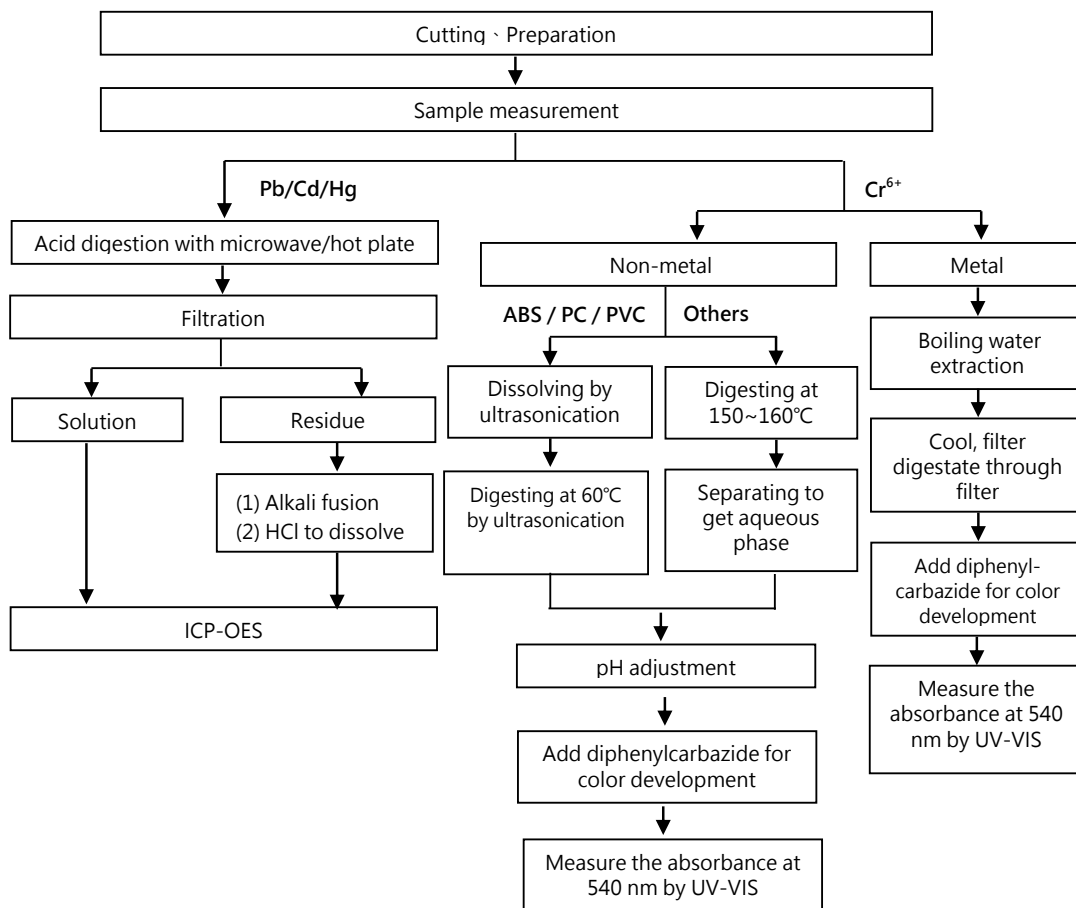 Cutting、Preparation
Sample measurement
Pb/Cd/Hg
Cr⁶⁺
Acid digestion with microwave/hot plate
Filtration
Solution
Residue
(1) Alkali fusion
(2) HCl to dissolve
ICP-OES
Non-metal
ABS / PC / PVC
Others
Dissolving by
ultrasonication
Digesting at 60℃
by ultrasonication
Digesting at
150~160℃
Separating to
get aqueous
phase
pH adjustment
Add diphenylcarbazide for
color development
Measure the absorbance at
540 nm by UV-VIS
Metal
Boiling water
extraction
Cool, filter
digestate through
filter
Add diphenyl-
carbazide for color
development
Measure the
absorbance at 540
nm by UV-VIS